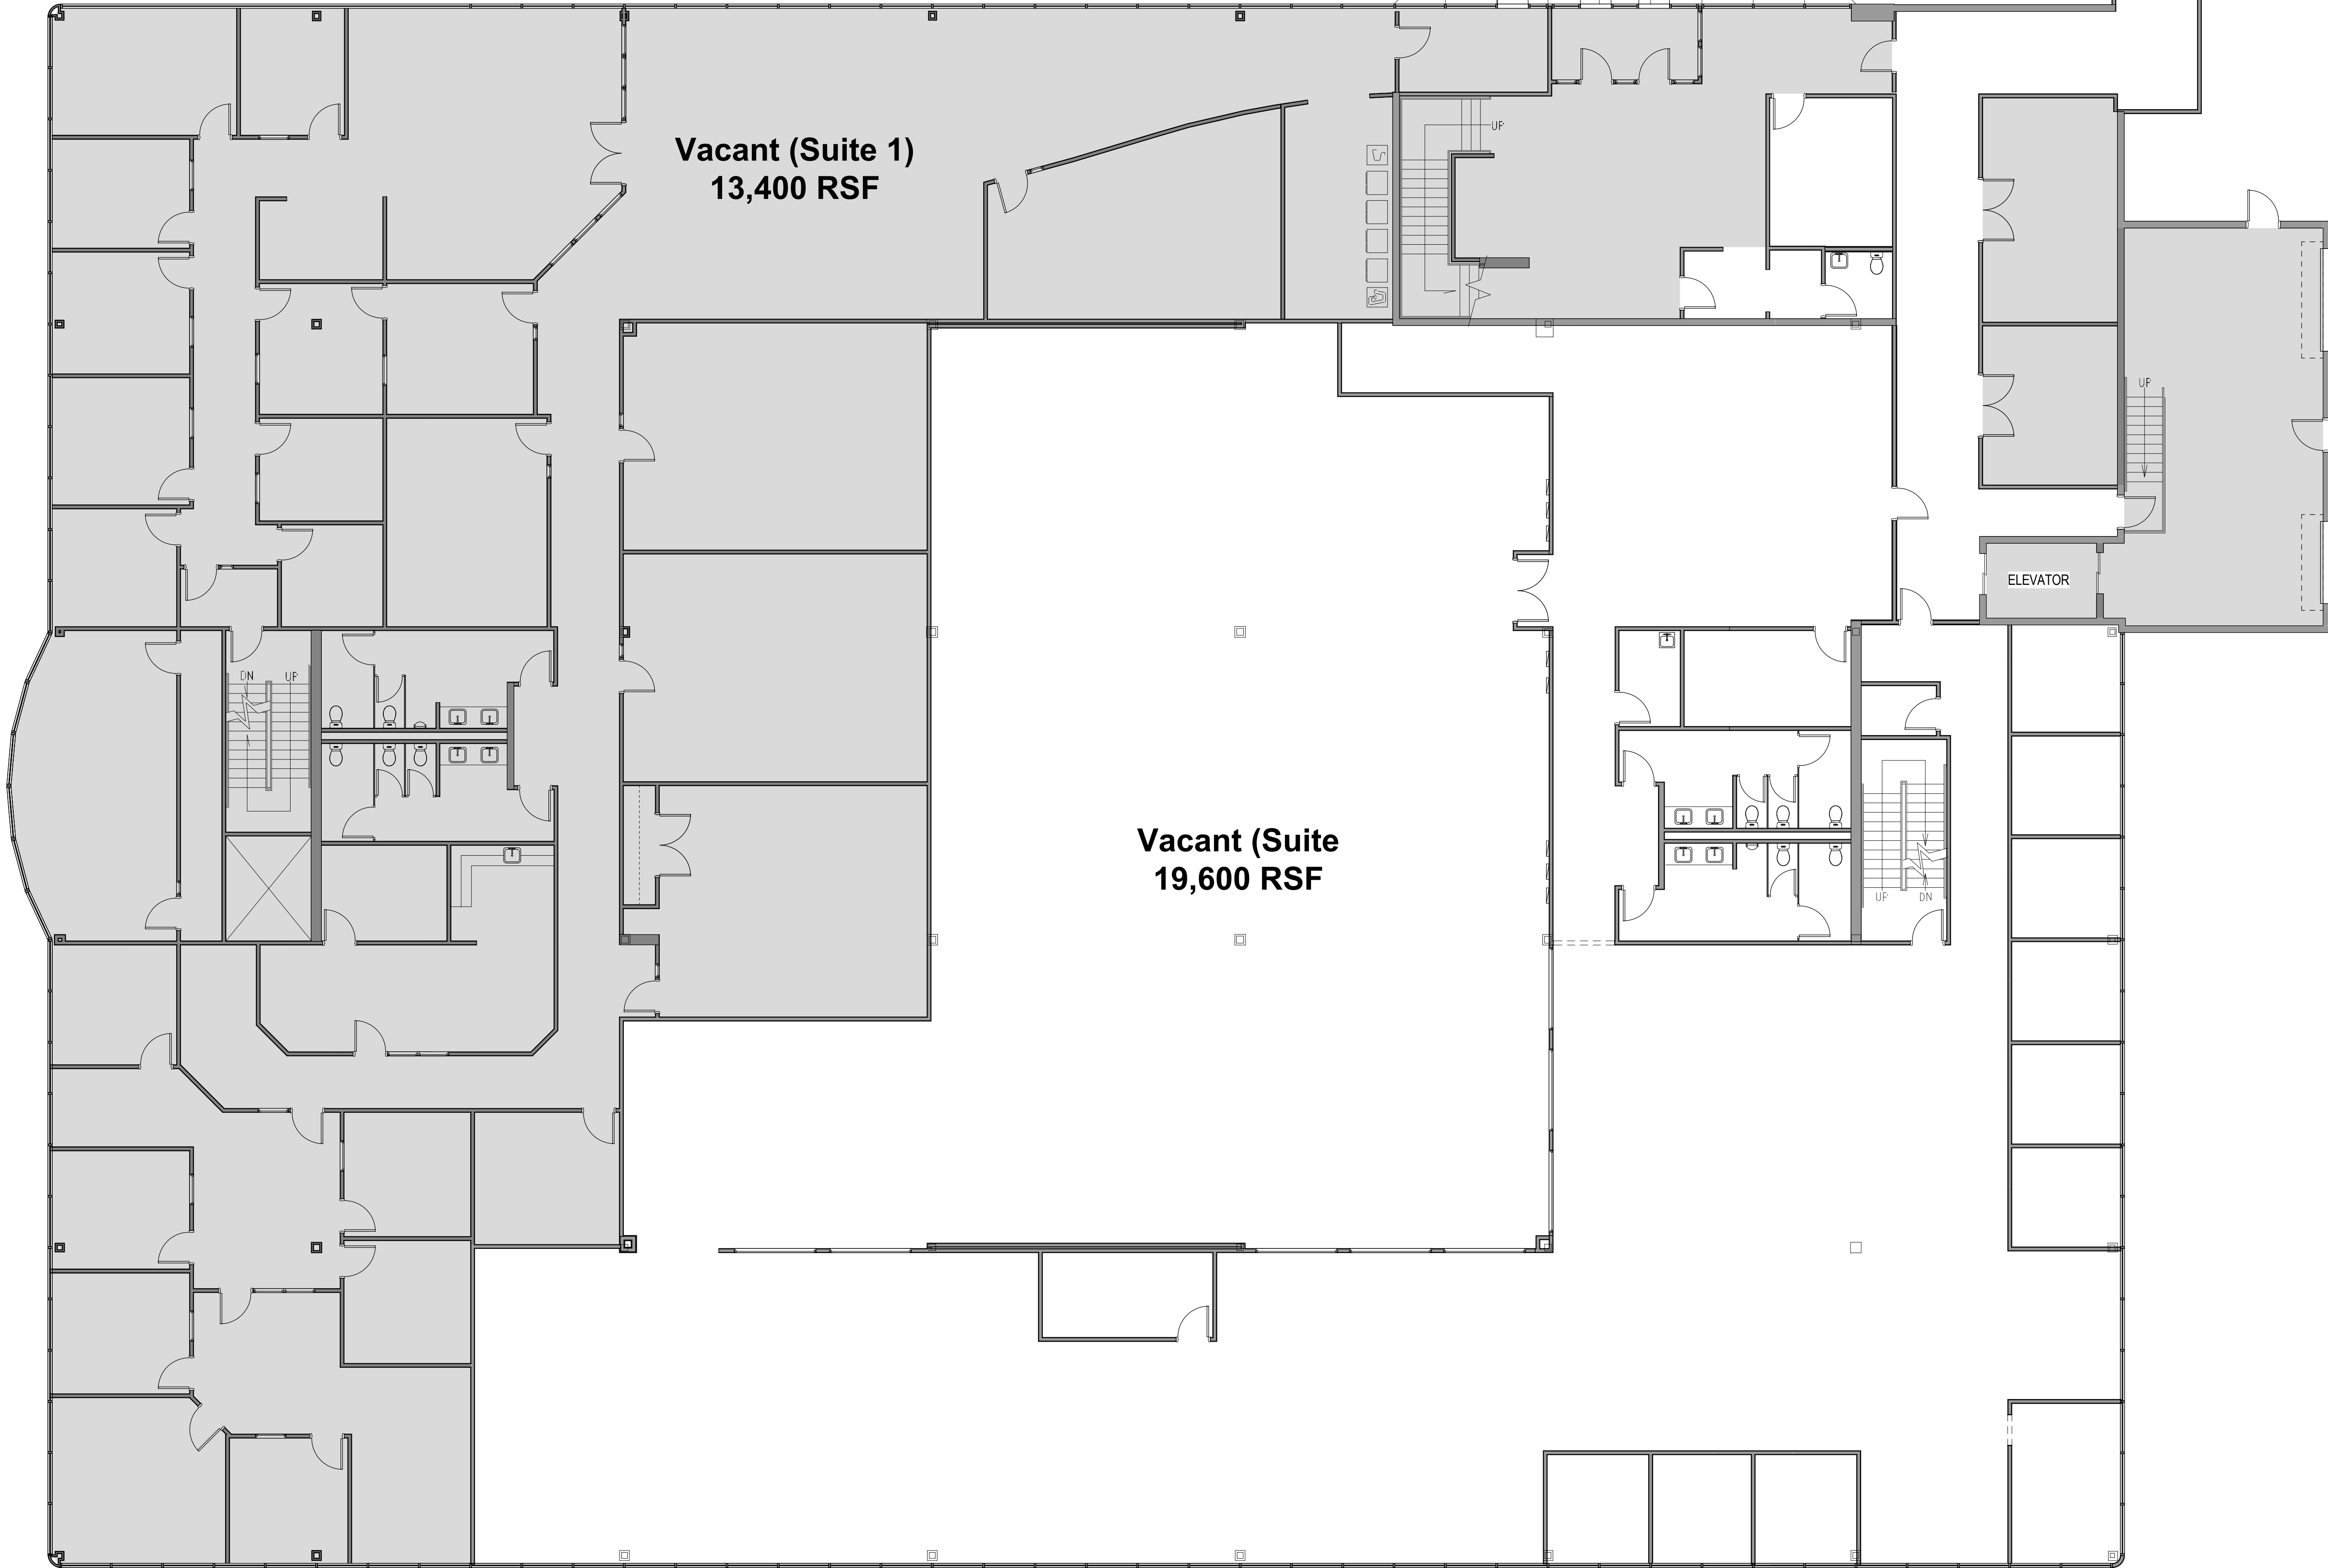 UP
Vacant (Suite 1)
13,400 RSF
UP
ELEVATOR
DN
UP
Vacant (Suite
19,600 RSF
UP
DN